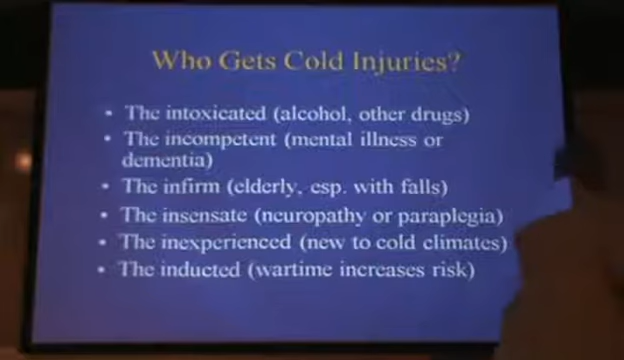 Who Gets Cold Injuries?
• The intoxicated (alcohol, other drugs)
• The incompetent (mental illness or
dementia)
• The infirm (elderly, esp. with falls)
• The insensate (neuropathy or paraplegia)
• The inexperienced (new to cold climates)
• The inducted (wartime increases risk)